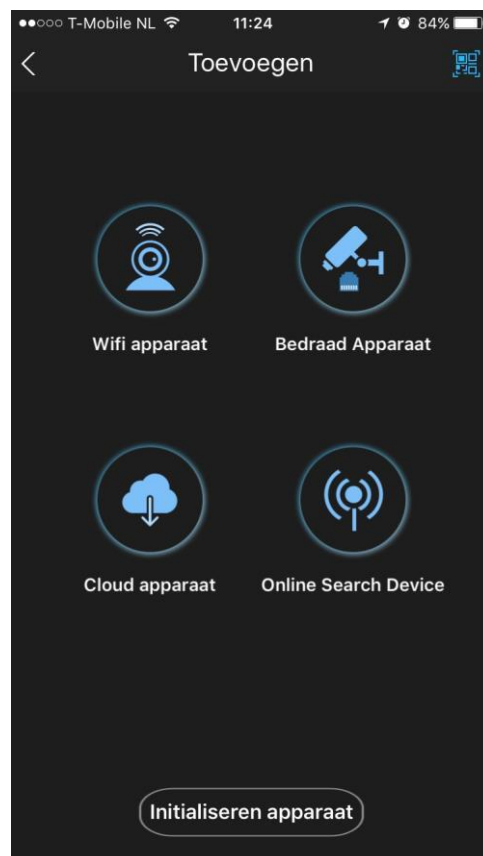 T-Mobile NL 11:24 84%
Toevoegen
Wifi apparaat Bedraad Apparaat
Cloud apparaat Online Search Device
Initialiseren apparaat